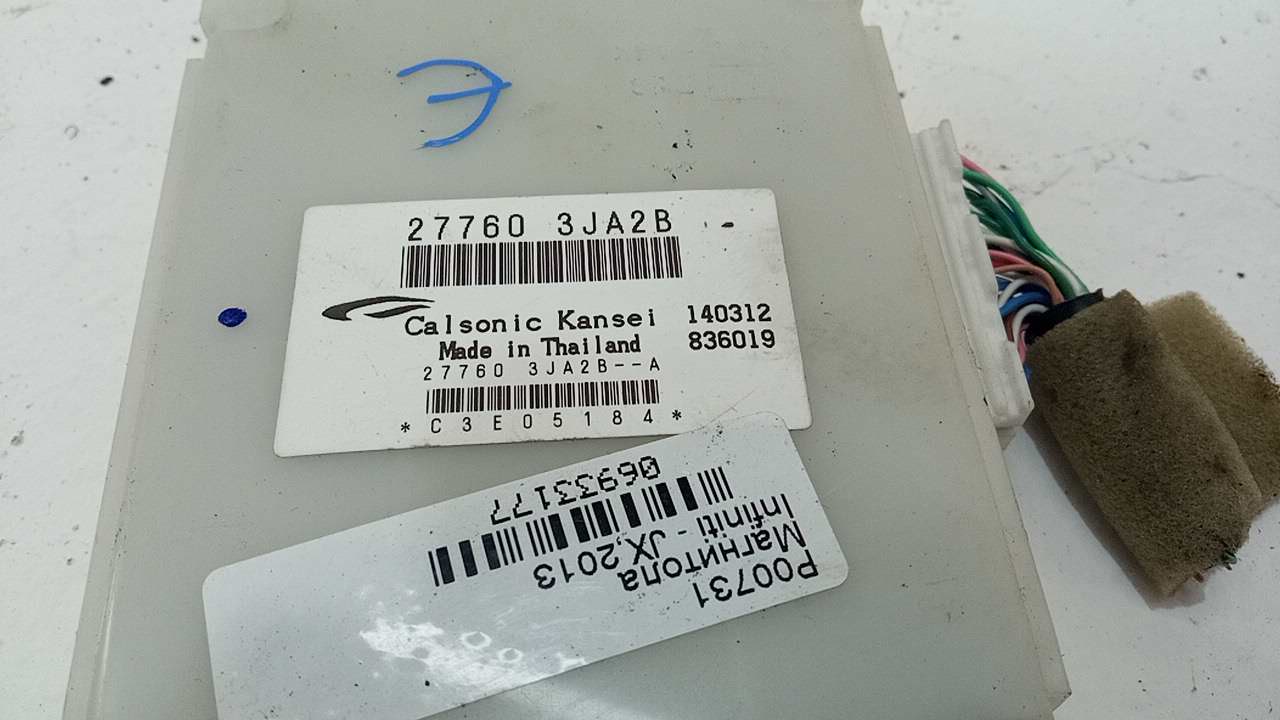 Э
27760 3JA2B -
Calsonic Kansei 140312
Made in Thailand 836019
27760 3JA2B--A
*C3E05184*
P00731
Магнитола
Infiniti - JX,2013
06933177